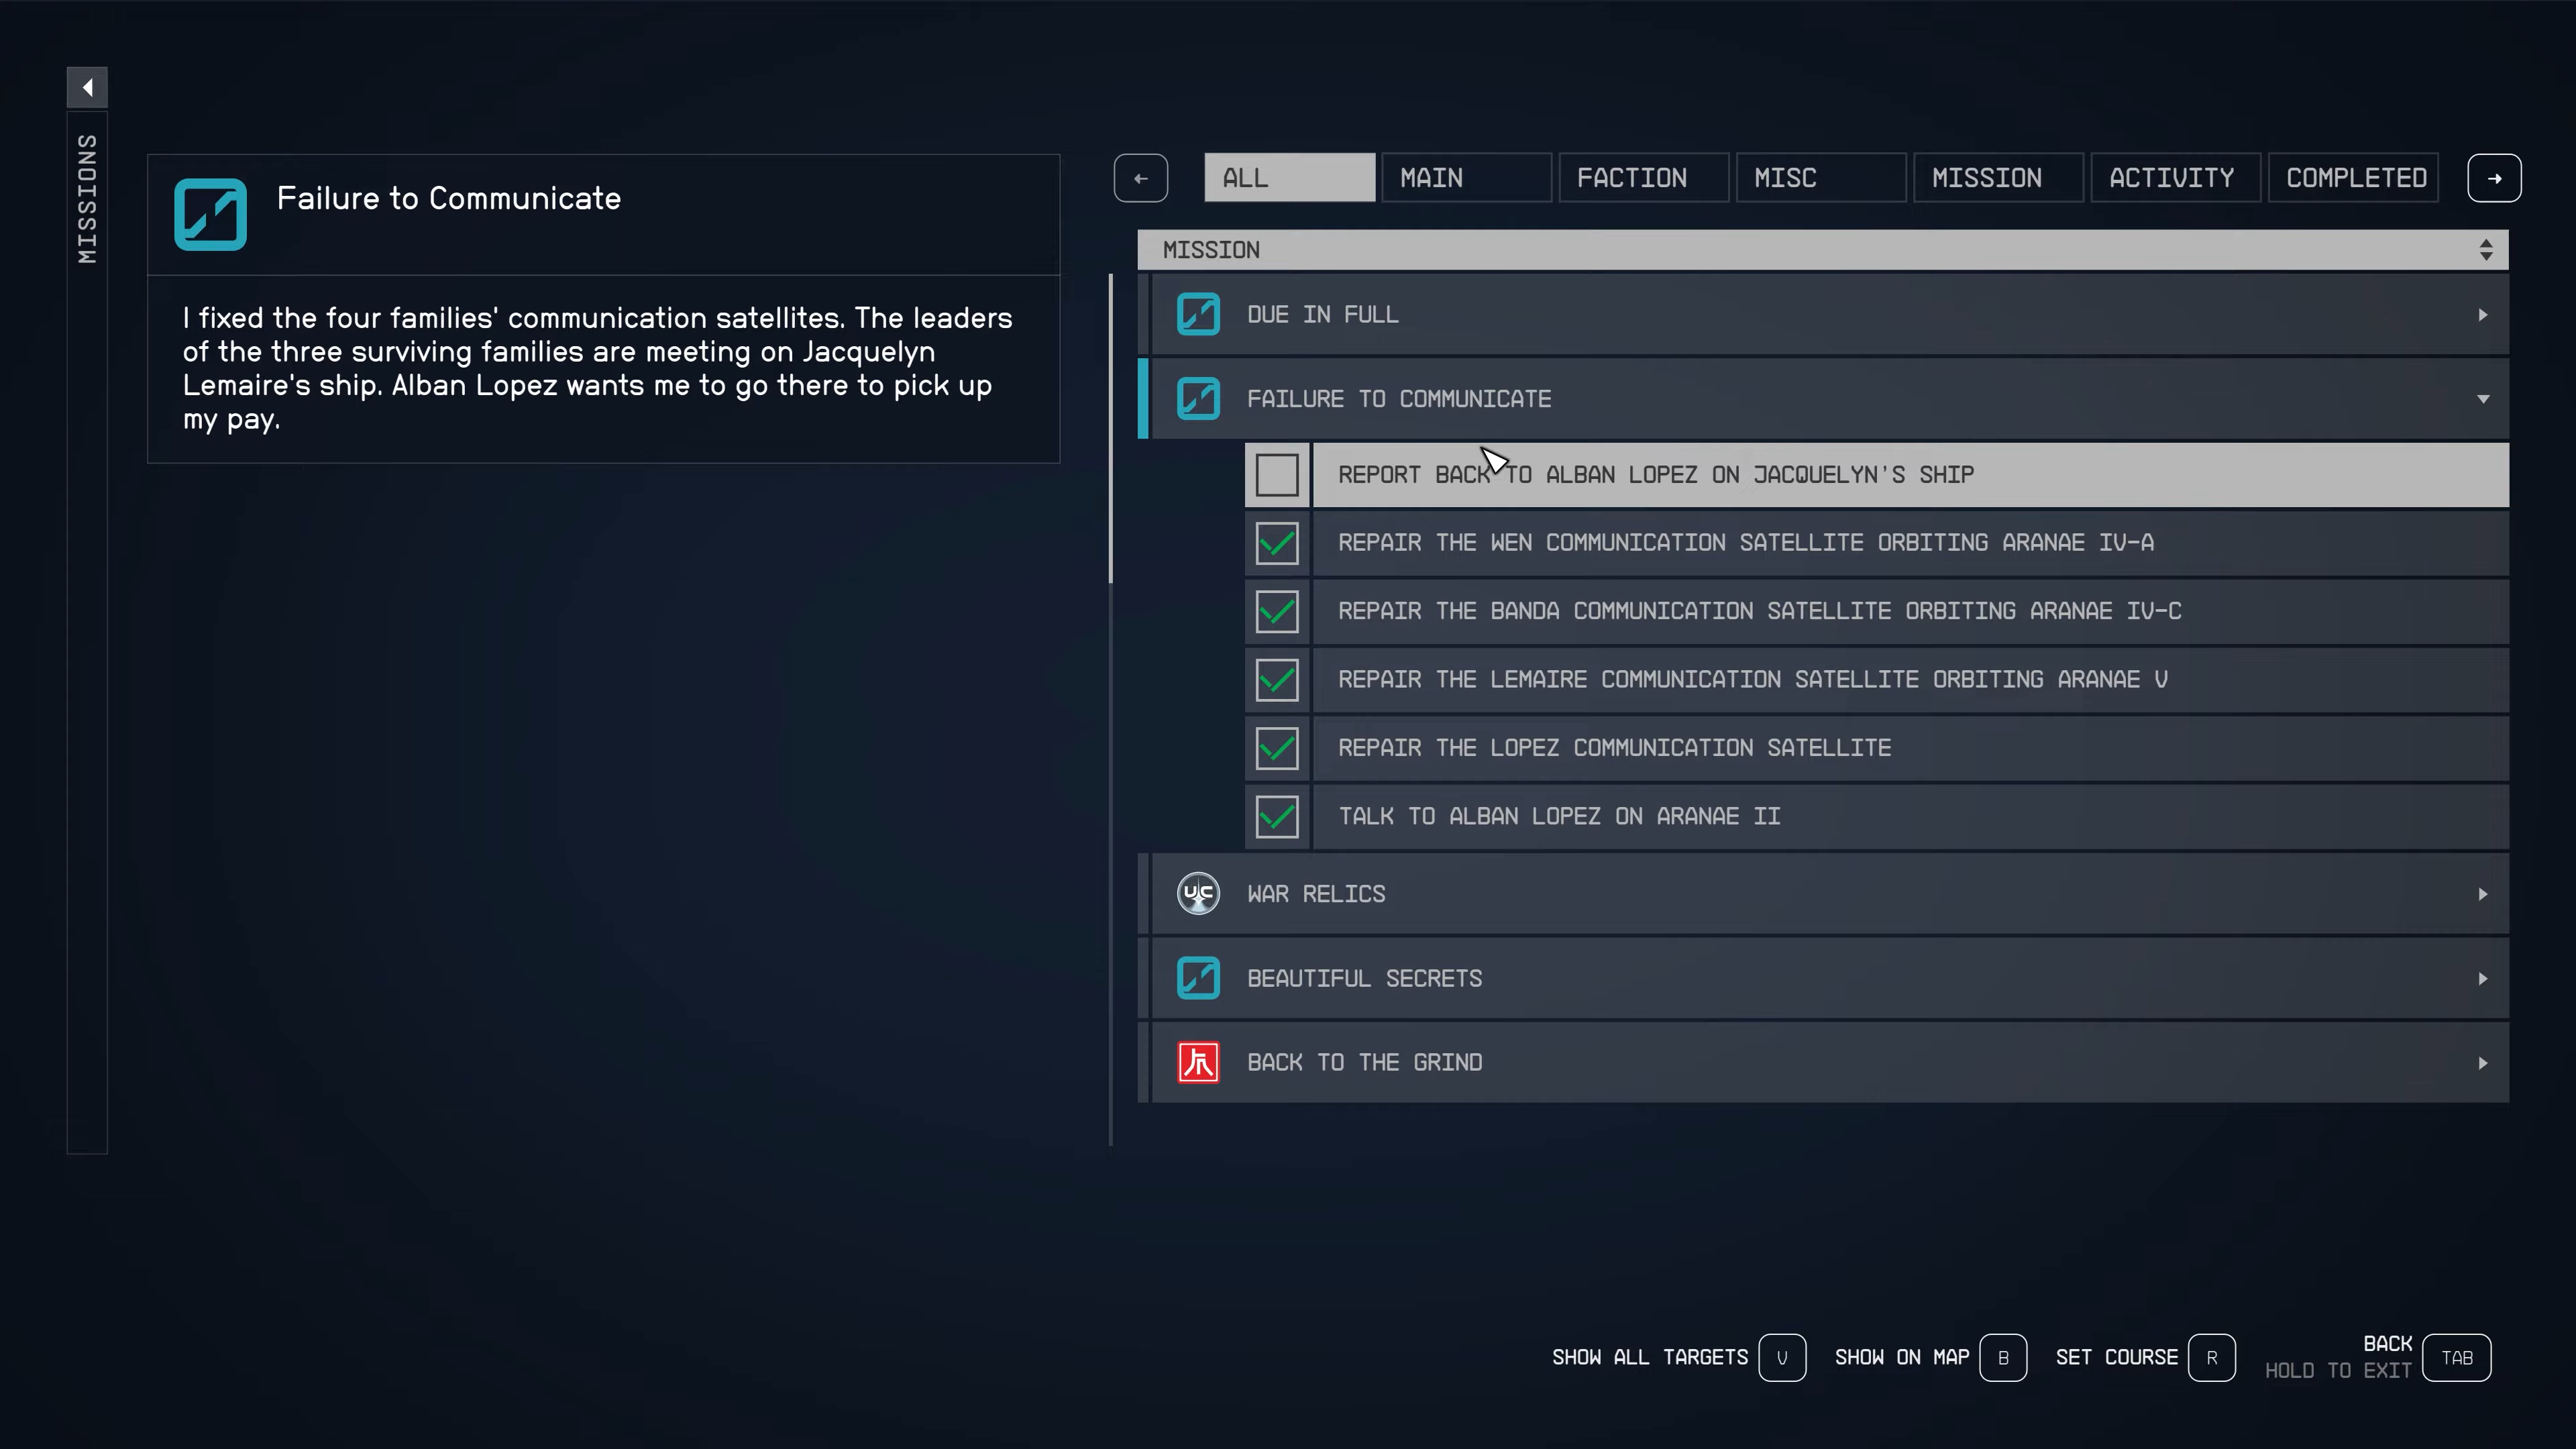 MISSIONS
Failure to Communicate
I fixed the four families' communication satellites. The leaders
of the three surviving families are meeting on Jacquelyn
Lemaire's ship. Alban Lopez wants me to go there to pick up
my pay.
ALL MAIN FACTION MISC MISSION ACTIVITY COMPLETED
MISSION
DUE IN FULL
FAILURE TO COMMUNICATE
REPORT BACK TO ALBAN LOPEZ ON JACQUELYN'S SHIP
REPAIR THE WEN COMMUNICATION SATELLITE ORBITING ARANAE IV-A
REPAIR THE BANDA COMMUNICATION SATELLITE ORBITING ARANAE IV-C
REPAIR THE LEMAIRE COMMUNICATION SATELLITE ORBITING ARANAE V
REPAIR THE LOPEZ COMMUNICATION SATELLITE
TALK TO ALBAN LOPEZ ON ARANAE II
UC WAR RELICS
BEAUTIFUL SECRETS
BACK TO THE GRIND
SHOW ALL TARGETS V SHOW ON MAP B SET COURSE R BACK TAB
HOLD TO EXIT